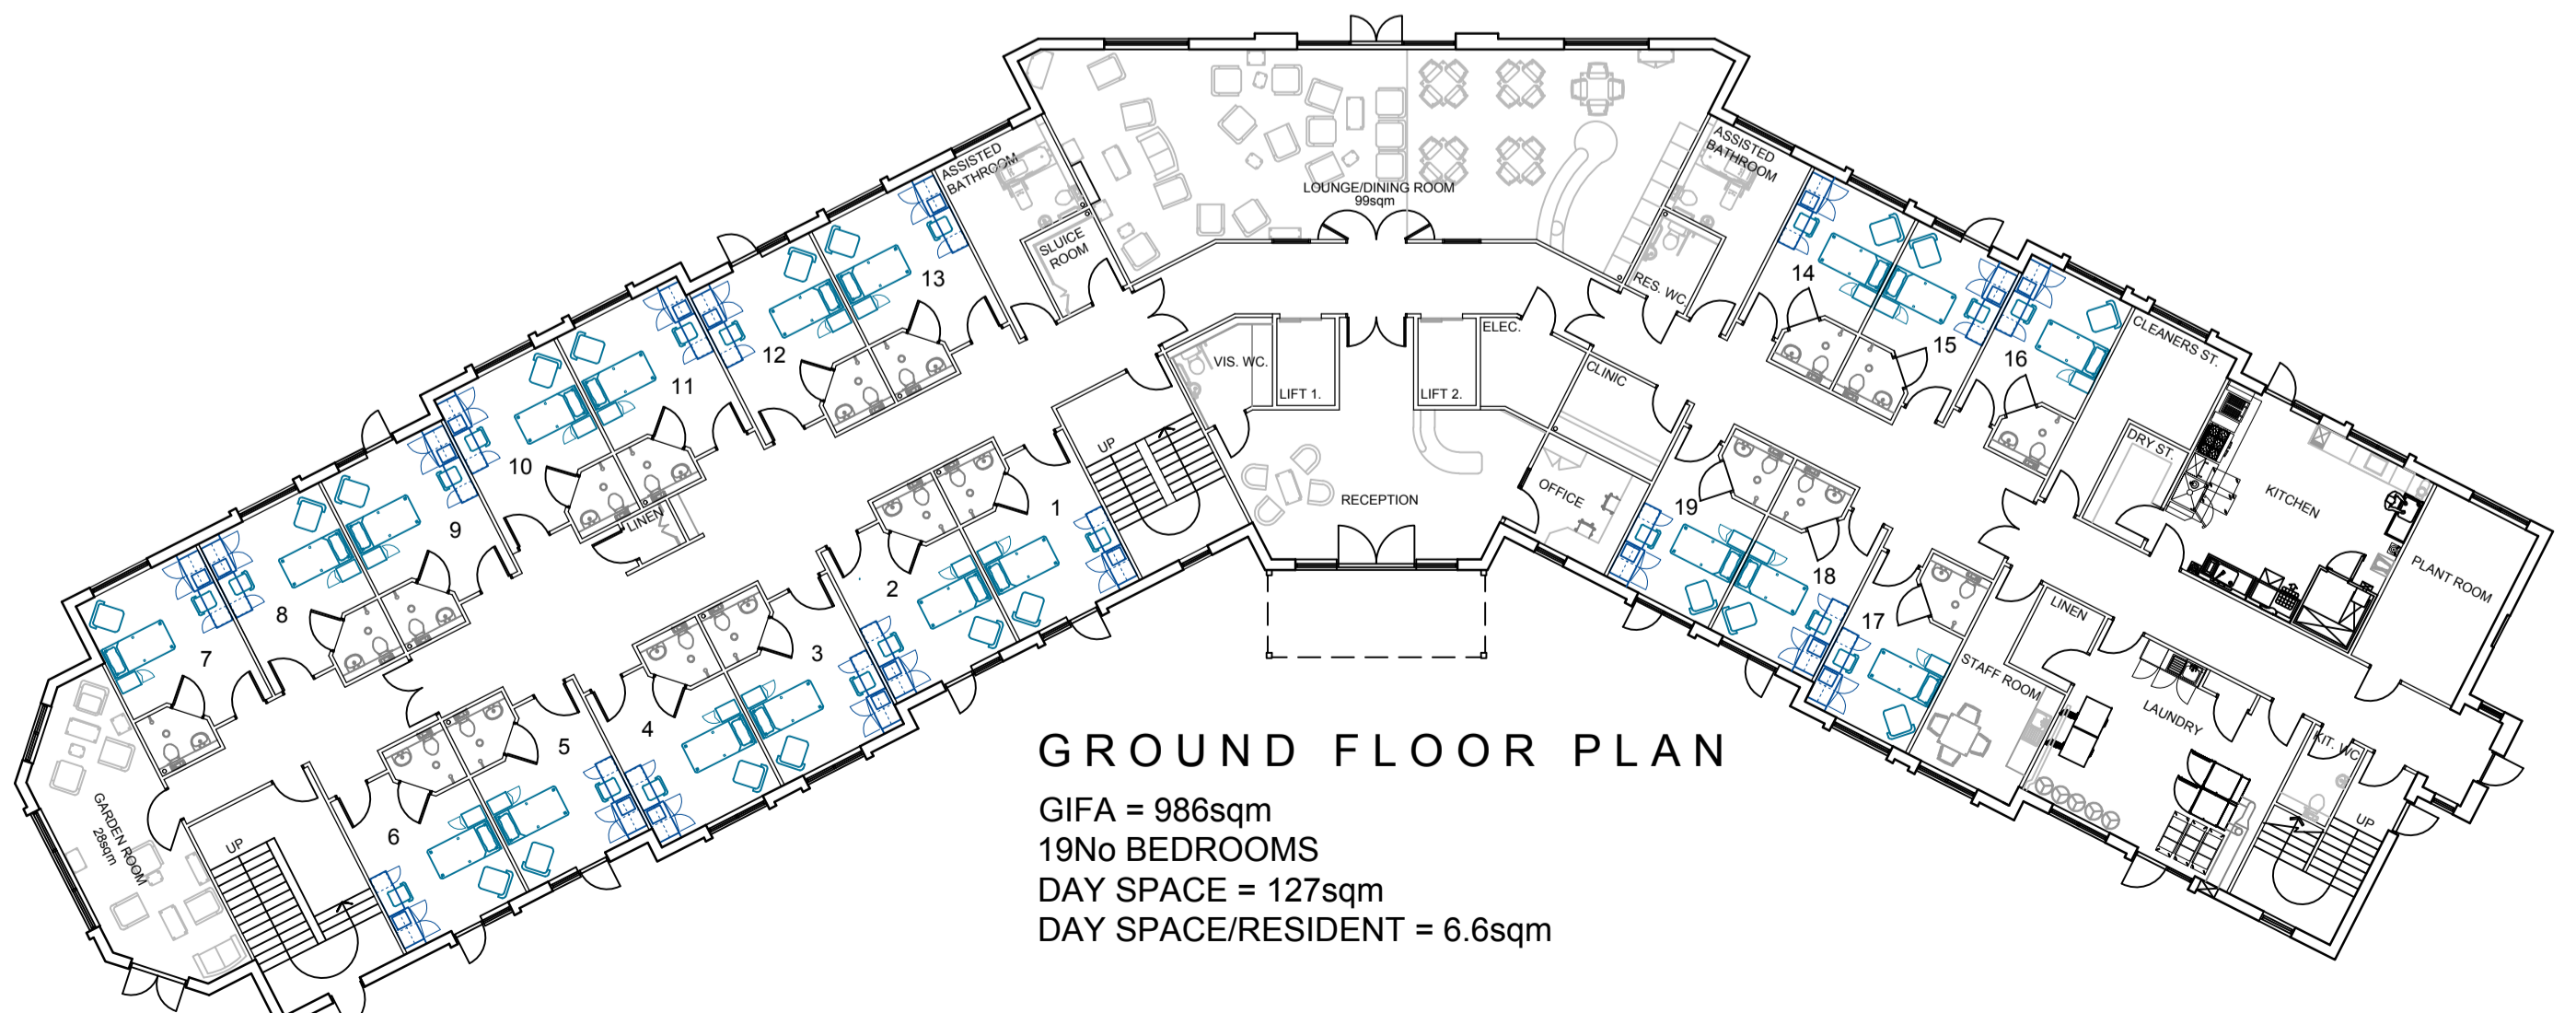 ASSISTED
BATHROOM
SLUICE
ROOM
LOUNGE/DINING ROOM
99sqm
ASSISTED
BATHROOM
RES. WC.
13
12
11
10
9
8
7
14
15
16
CLEANERS ST.
DRY ST.
KITCHEN
PLANT ROOM
VIS. WC.
LIFT 1.
LIFT 2.
ELEC.
CLINIC
OFFICE
RECEPTION
UP
LINEN
1
2
3
4
5
6
19
18
17
LINEN
STAFF ROOM
LAUNDRY
KIT. WC
UP
GARDEN ROOM
28sqm
UP
GROUND FLOOR PLAN
GIFA = 986sqm
19No BEDROOMS
DAY SPACE = 127sqm
DAY SPACE/RESIDENT = 6.6sqm